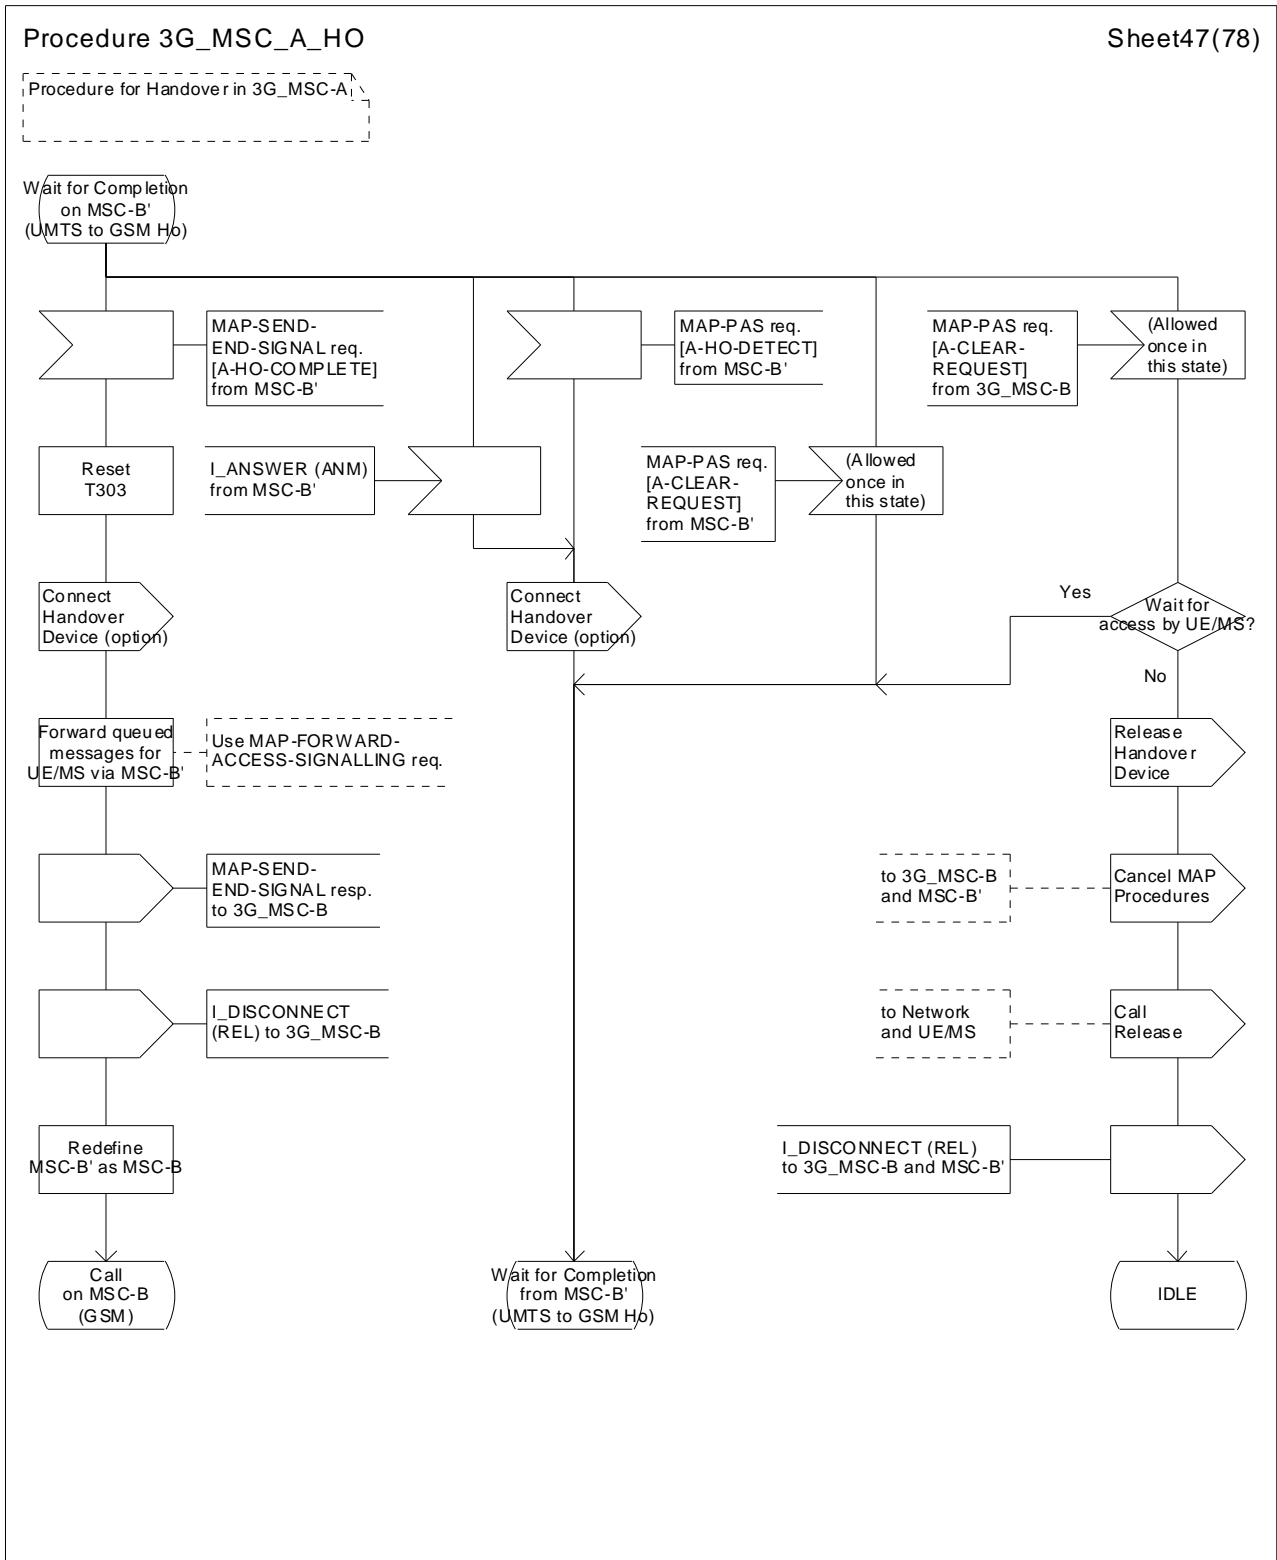 Procedure 3G_MSC_A_HO
Sheet47(78)
Procedure for Handover in 3G_MSC-A
Wait for Completion
on MSC-B'
(UMTS to GSM Ho)
MAP-SEND-
END-SIGNAL req.
[A-HO-COMPLETE]
from MSC-B'
MAP-PAS req.
[A-HO-DETECT]
from MSC-B'
MAP-PAS req.
[A-CLEAR-
REQUEST]
from 3G_MSC-B
(Allowed
once in
this state)
Reset
T303
I_ANSWER (ANM)
from MSC-B'
MAP-PAS req.
[A-CLEAR-
REQUEST]
from MSC-B'
(Allowed
once in
this state)
Connect
Handover
Device (option)
Connect
Handover
Device (option)
Yes
Wait for
access by UE/MS?
No
Forward queued
messages for
UE/MS via MSC-B'
Use MAP-FORWARD-
ACCESS-SIGNALLING req.
Release
Handover
Device
MAP-SEND-
END-SIGNAL resp.
to 3G_MSC-B
to 3G_MSC-B
and MSC-B'
Cancel MAP
Procedures
I_DISCONNECT
(REL) to 3G_MSC-B
to Network
and UE/MS
Call
Release
Redefine
MSC-B' as MSC-B
I_DISCONNECT (REL)
to 3G_MSC-B and MSC-B'
Call
on MSC-B
(GSM)
Wait for Completion
from MSC-B'
(UMTS to GSM Ho)
IDLE